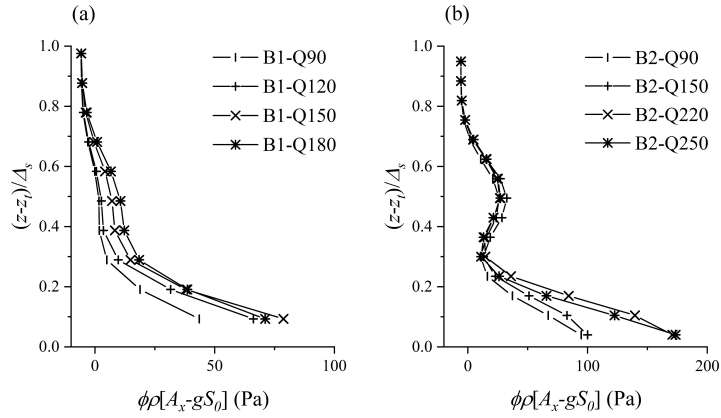 (a)
B1-Q90
B1-Q120
B1-Q150
B1-Q180
1.0
0.8
0.6
0.4
0.2
0.0
(z-z_t)/Δ_s
0
50
100
ϕρ[A_x-gS_0] (Pa)
(b)
B2-Q90
B2-Q150
B2-Q220
B2-Q250
1.0
0.8
0.6
0.4
0.2
0.0
(z-z_t)/Δ_s
0
100
200
ϕρ[A_x-gS_0] (Pa)